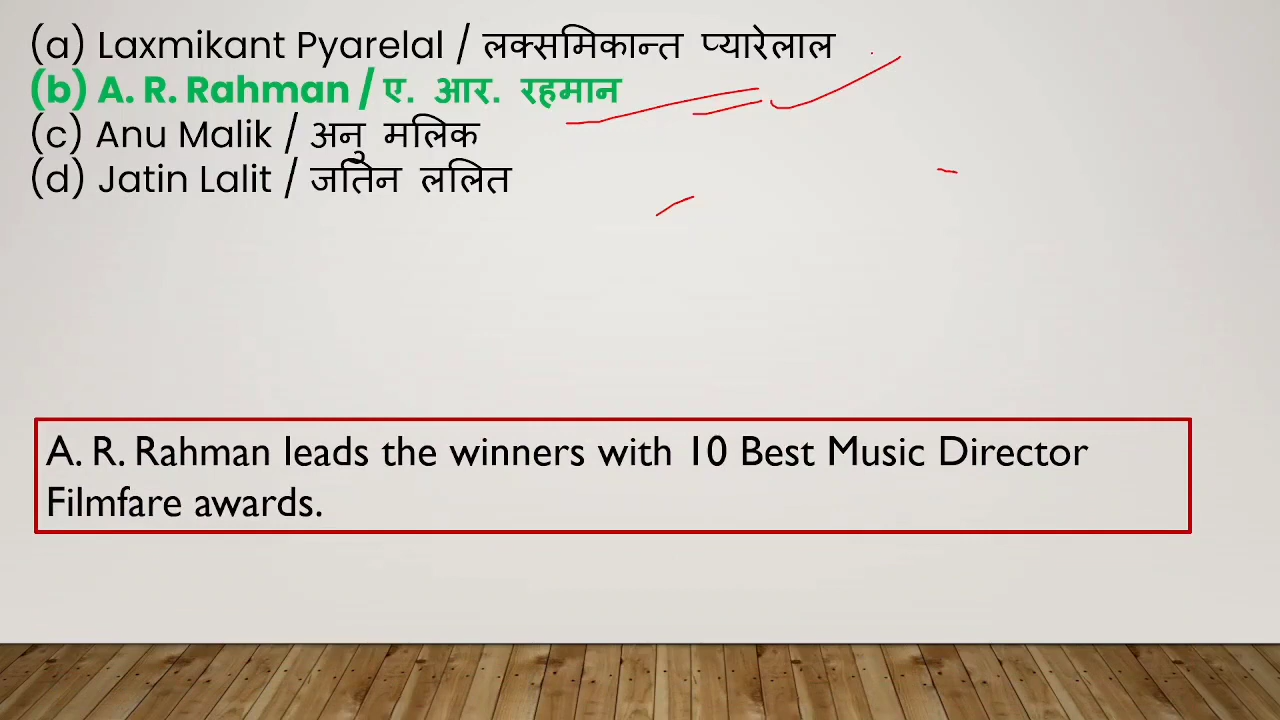 (a) Laxmikant Pyarelal / लक्समिकान्त प्यारेलाल
(b) A. R. Rahman / ए. आर. रहमान
(c) Anu Malik / अनु मलिक
(d) Jatin Lalit / जतिन ललित
A. R. Rahman leads the winners with 10 Best Music Director
Filmfare awards.